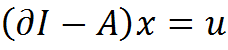 (∂I − A)x = u